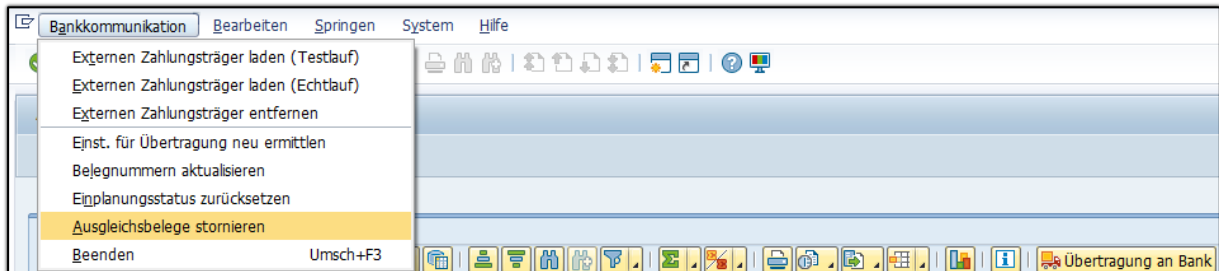 Bankkommunikation Bearbeiten Springen System Hilfe
Externen Zahlungsträger laden (Testlauf)
Externen Zahlungsträger laden (Echtlauf)
Externen Zahlungsträger entfernen
Einst. für Übertragung neu ermittlen
Belegnummern aktualisieren
Einplanungsstatus zurücksetzen
Ausgleichsbelege stornieren
Beenden Umsch+F3
Übertragung an Bank